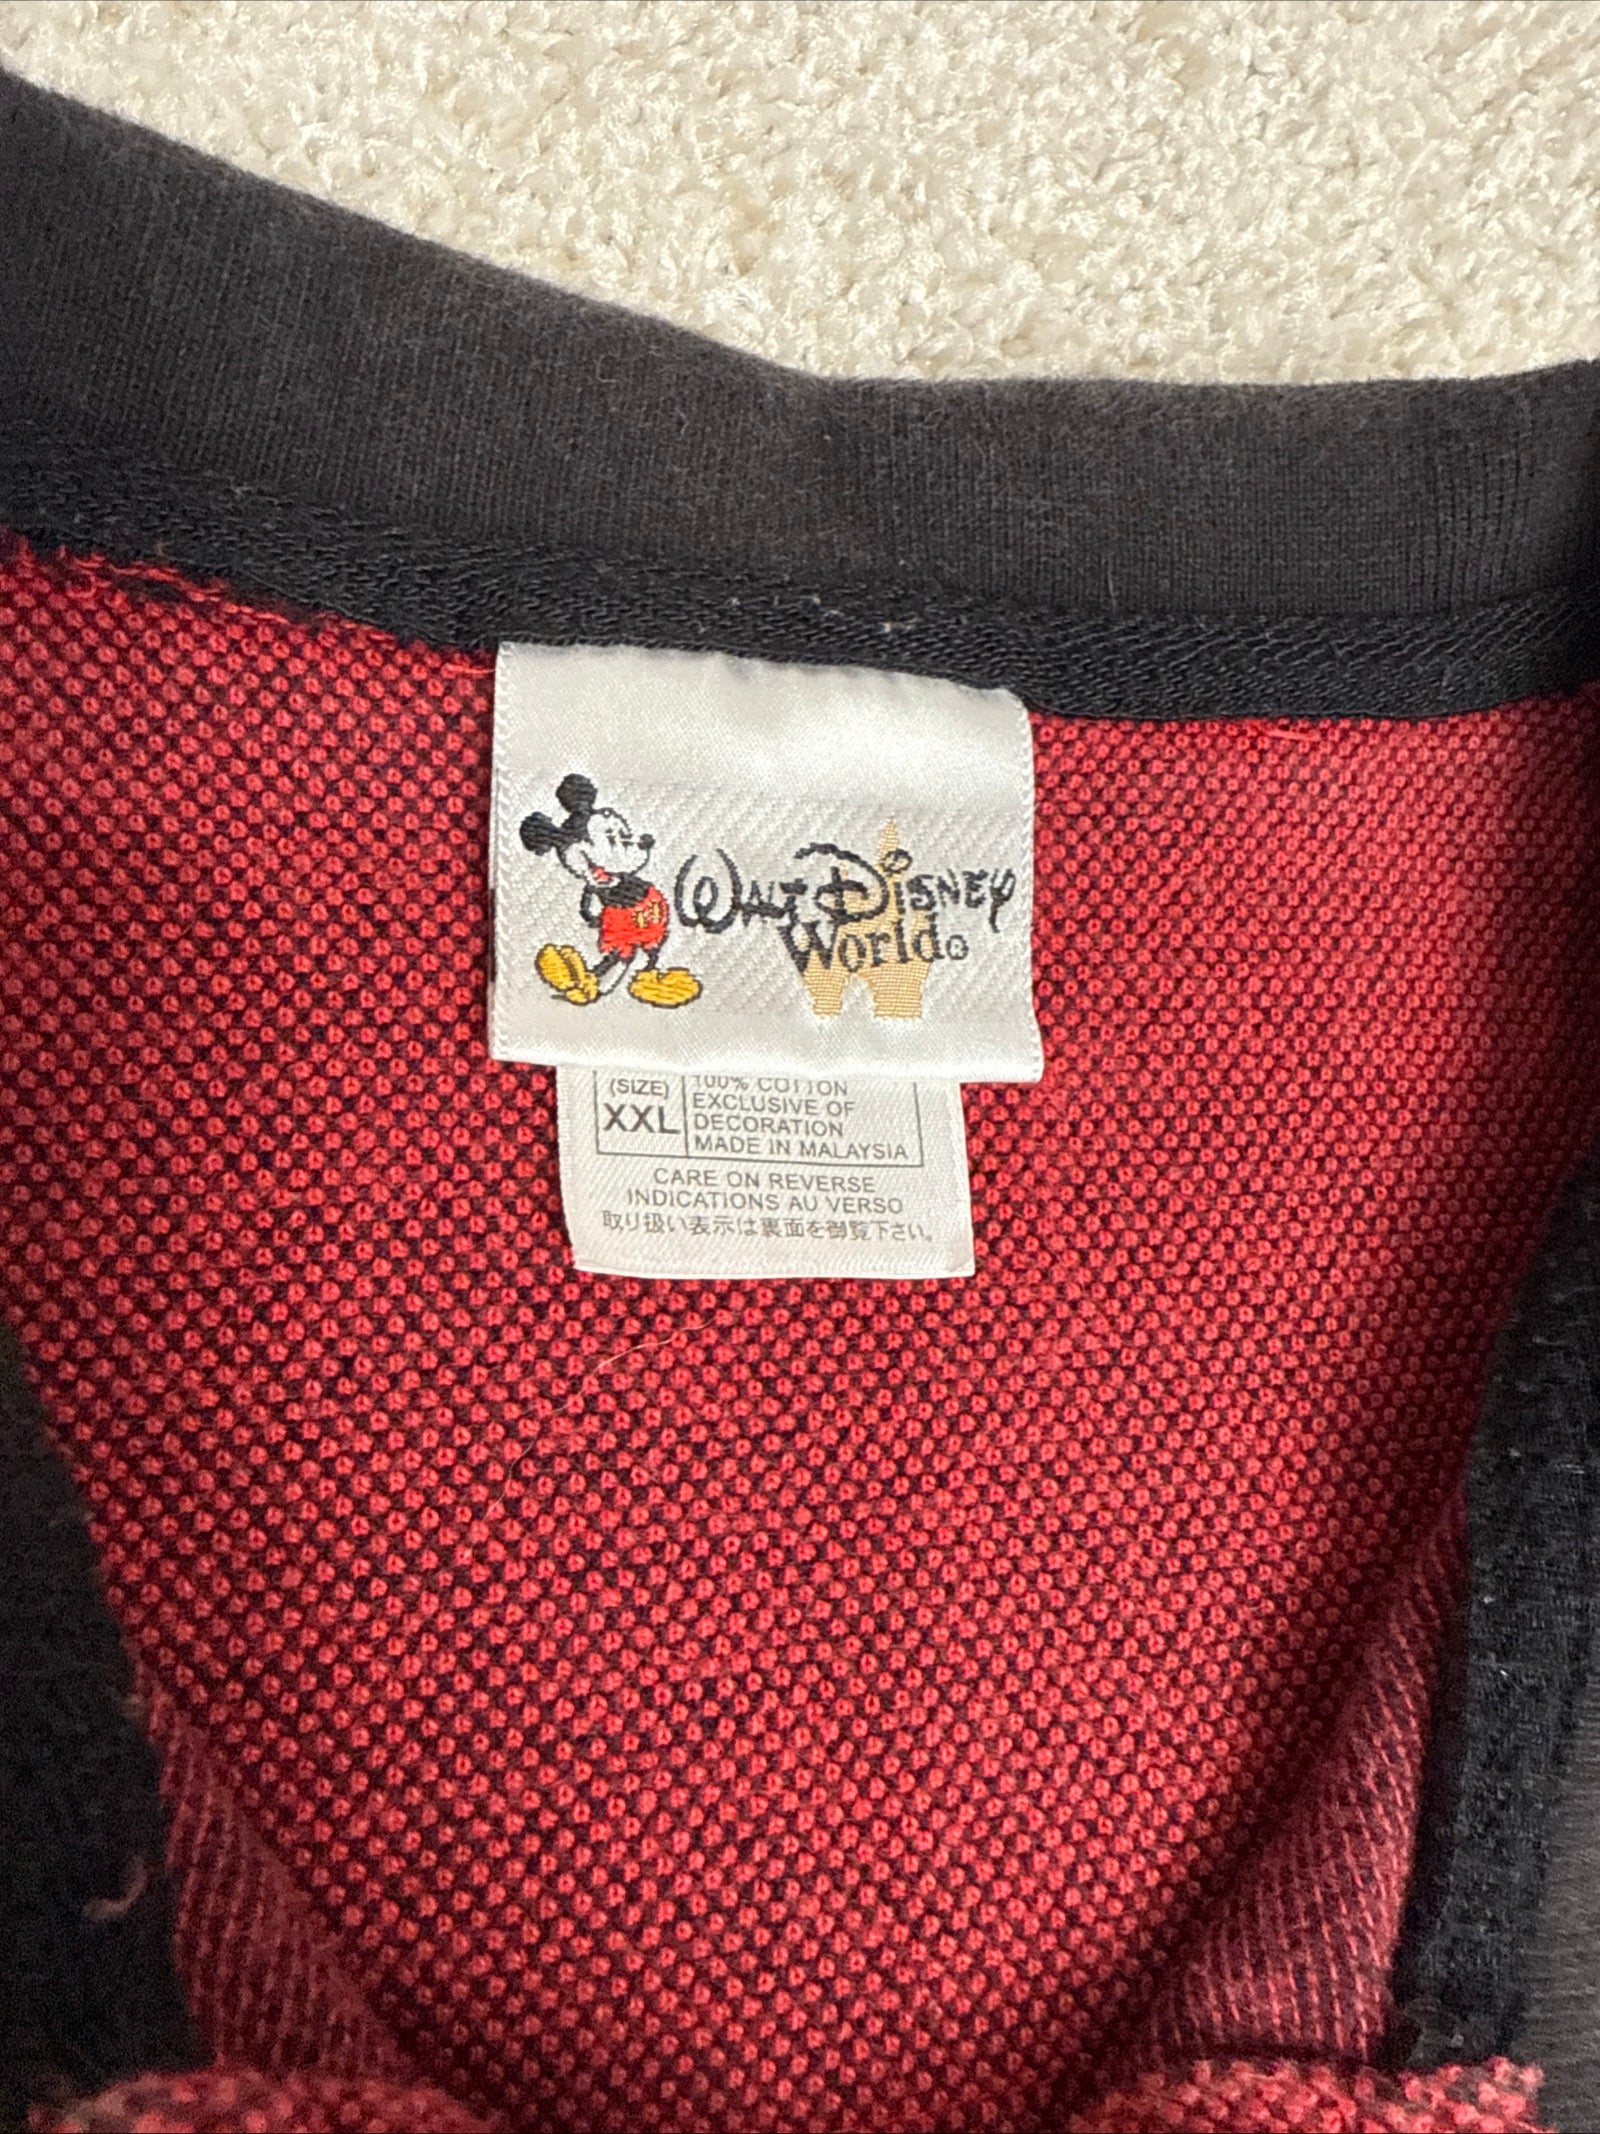 Walt Disney
World®
(SIZE)
XXL
100% COTTON
EXCLUSIVE OF
DECORATION
MADE IN MALAYSIA
CARE ON REVERSE
INDICATIONS AU VERSO
取り扱い表示は裏面を御覧下さい。